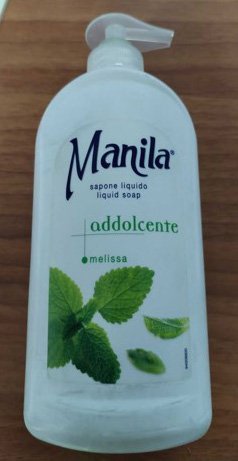 Manila®
sapone liquido
liquid soap
addolcente
melissa